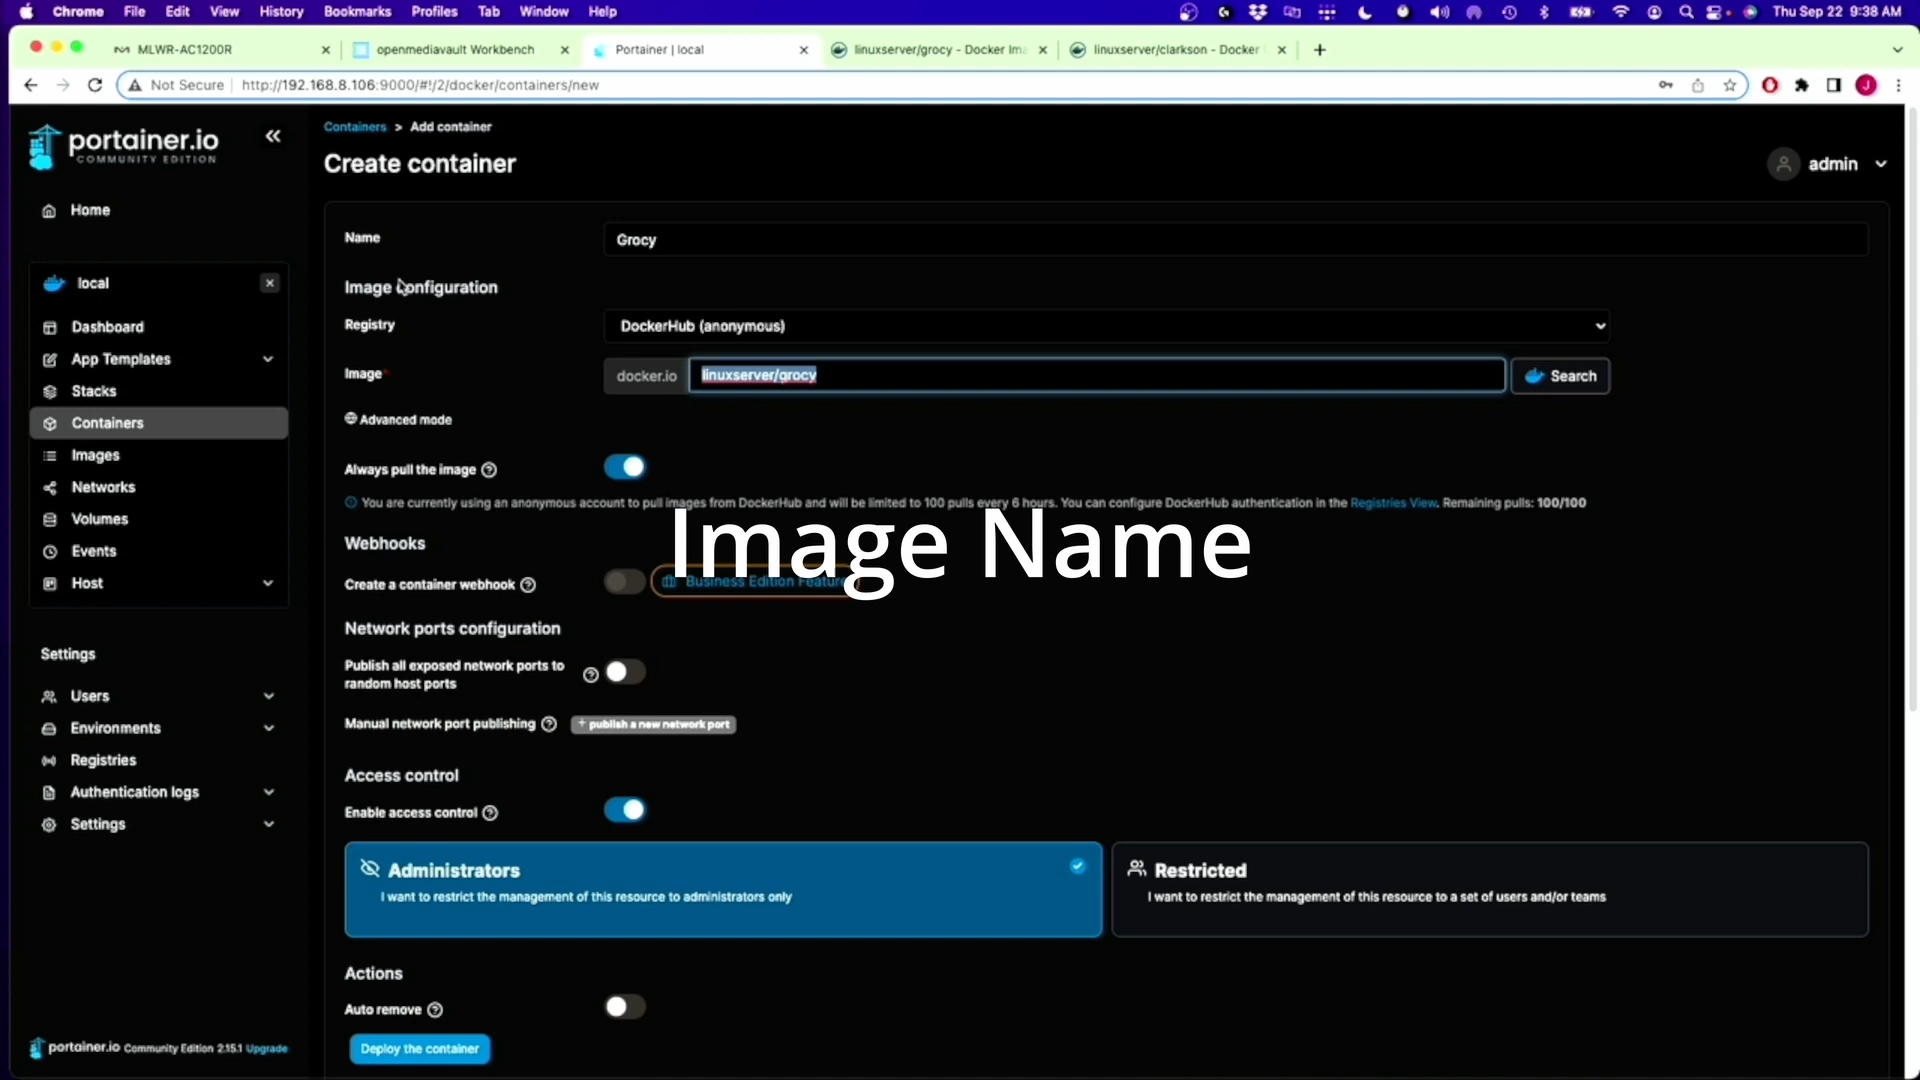 Chrome File Edit View History Bookmarks Profiles Tab Window Help Thu Sep 22 9:38 AM
MLWR-AC1200R openmediavault Workbench Portainer | local linuxserver/grocy - Docker Ima linuxserver/clarkson - Docker
Not Secure http://192.168.8.106:9000/#!/2/docker/containers/new
portainer.io
COMMUNITY EDITION
Home
local
Dashboard
App Templates
Stacks
Containers
Images
Networks
Volumes
Events
Host
Settings
Users
Environments
Registries
Authentication logs
Settings
portainer.io Community Edition 2.15.1 Upgrade
Containers > Add container
Create container
admin
Name Grocy
Image configuration
Registry DockerHub (anonymous)
Image* docker.io linuxserver/grocy Search
Advanced mode
Always pull the image
You are currently using an anonymous account to pull images from DockerHub and will be limited to 100 pulls every 6 hours. You can configure DockerHub authentication in the Registries View. Remaining pulls: 100/100
Image Name
Webhooks
Create a container webhook Business Edition Feature
Network ports configuration
Publish all exposed network ports to
random host ports
Manual network port publishing + publish a new network port
Access control
Enable access control
Administrators
I want to restrict the management of this resource to administrators only
Restricted
I want to restrict the management of this resource to a set of users and/or teams
Actions
Auto remove
Deploy the container